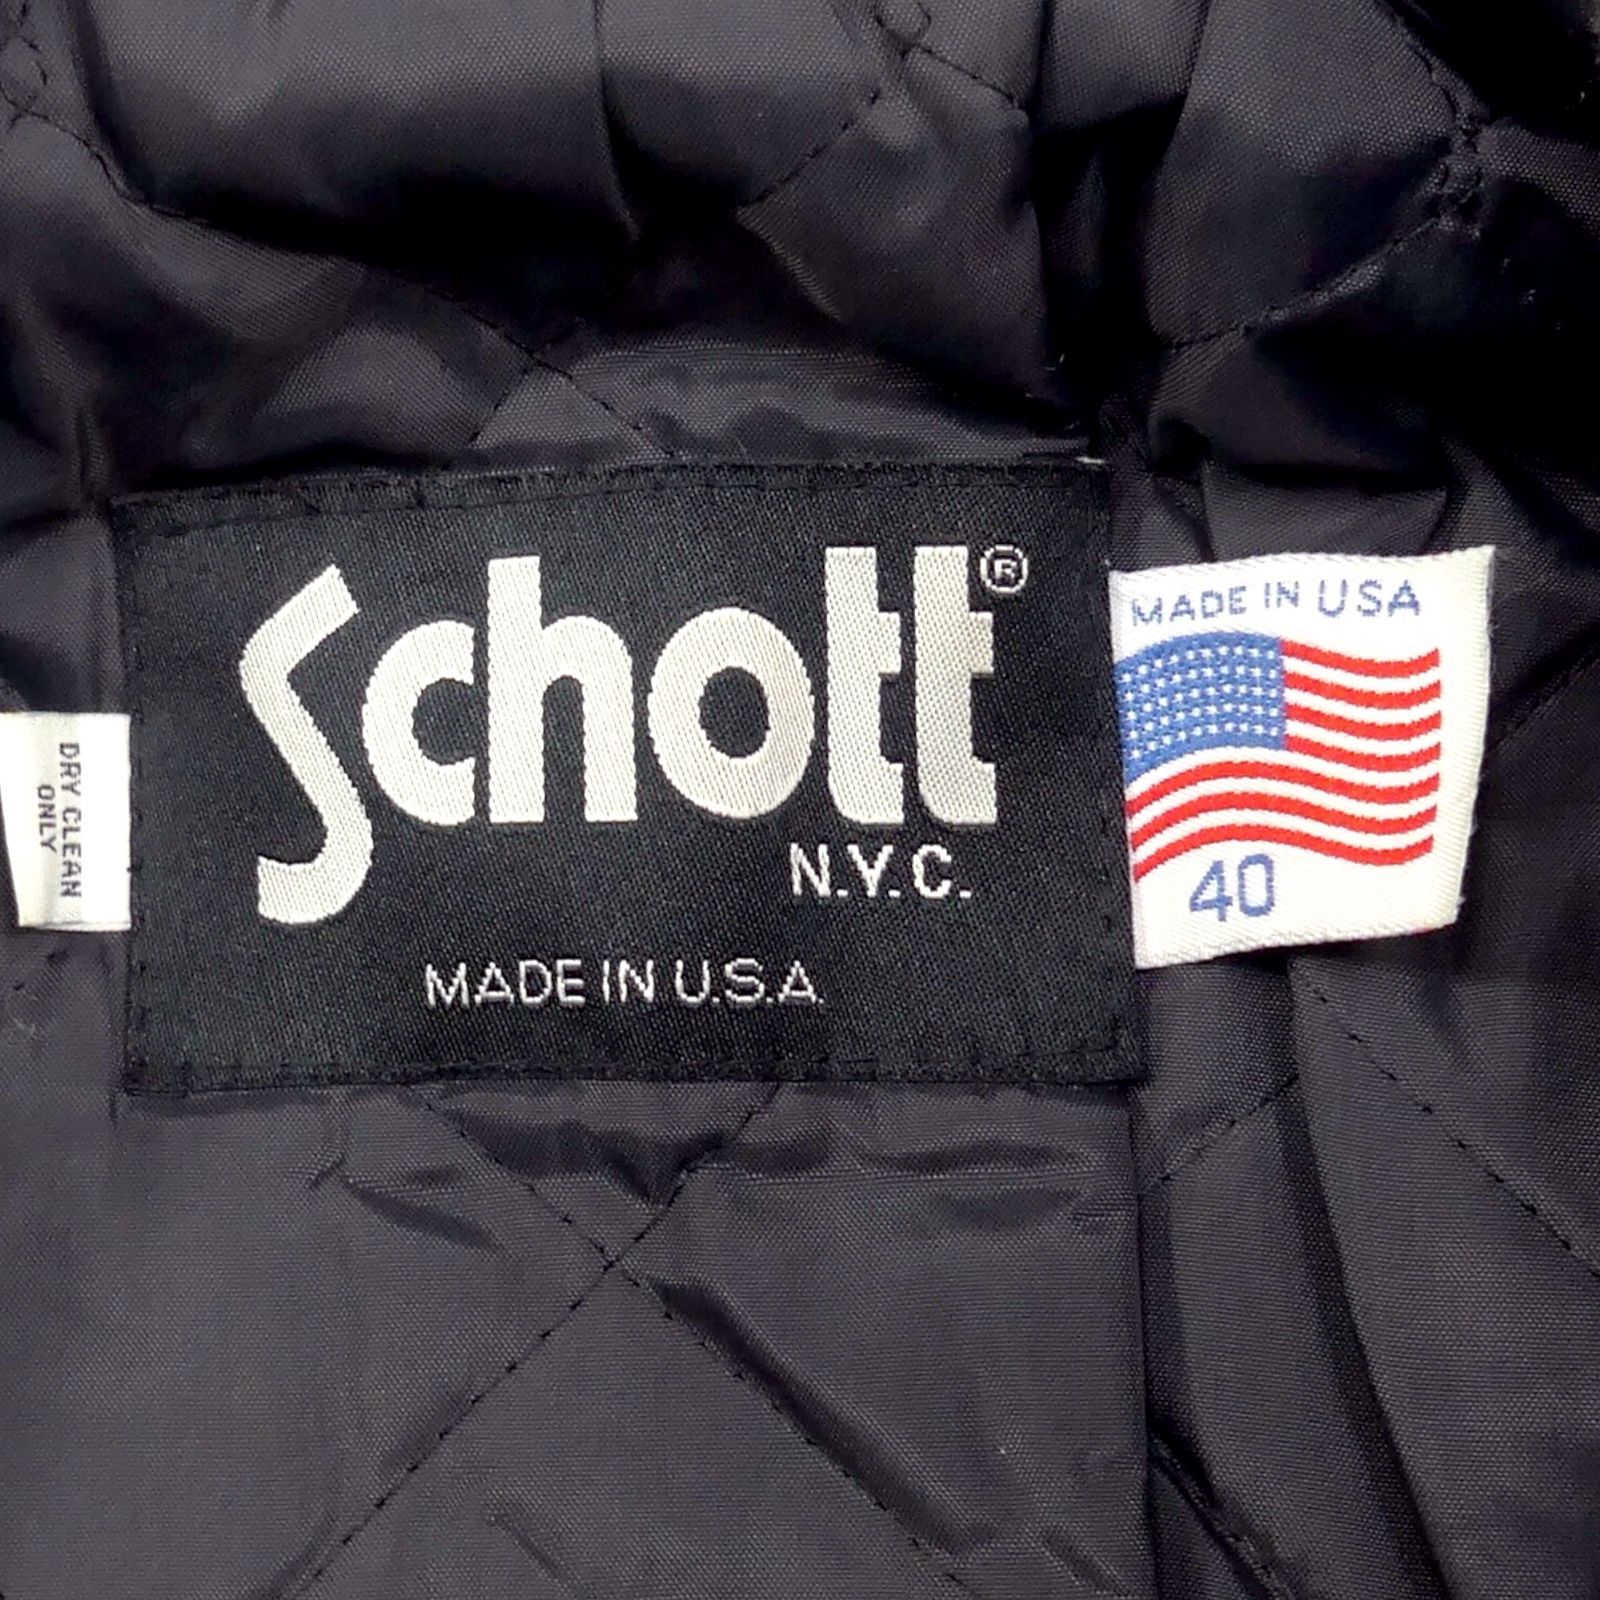 Schott®
N.Y.C.
MADE IN U.S.A.
MADE IN USA
40
DRY CLEAN
ONLY